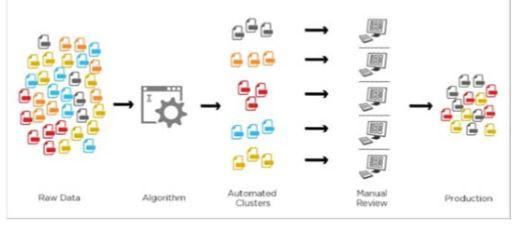 Raw Data
Algorithm
Automated
Clusters
Manual
Review
Production